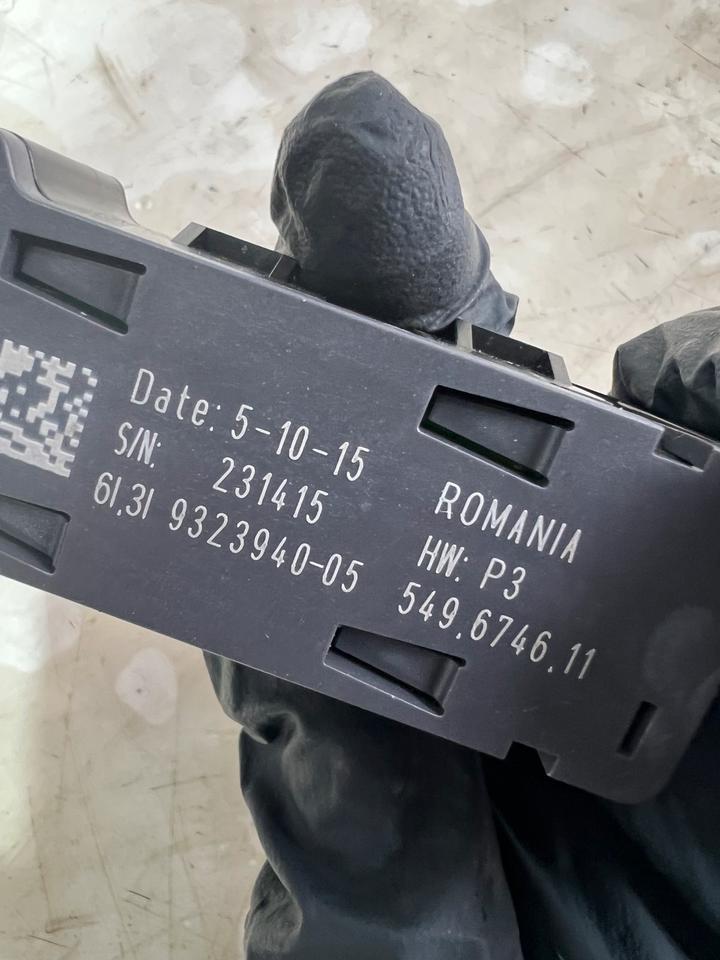 Date: 5-10-15
S/N: 231415
61.31 9323940-05
ROMANIA
HW: P3
549.6746.11